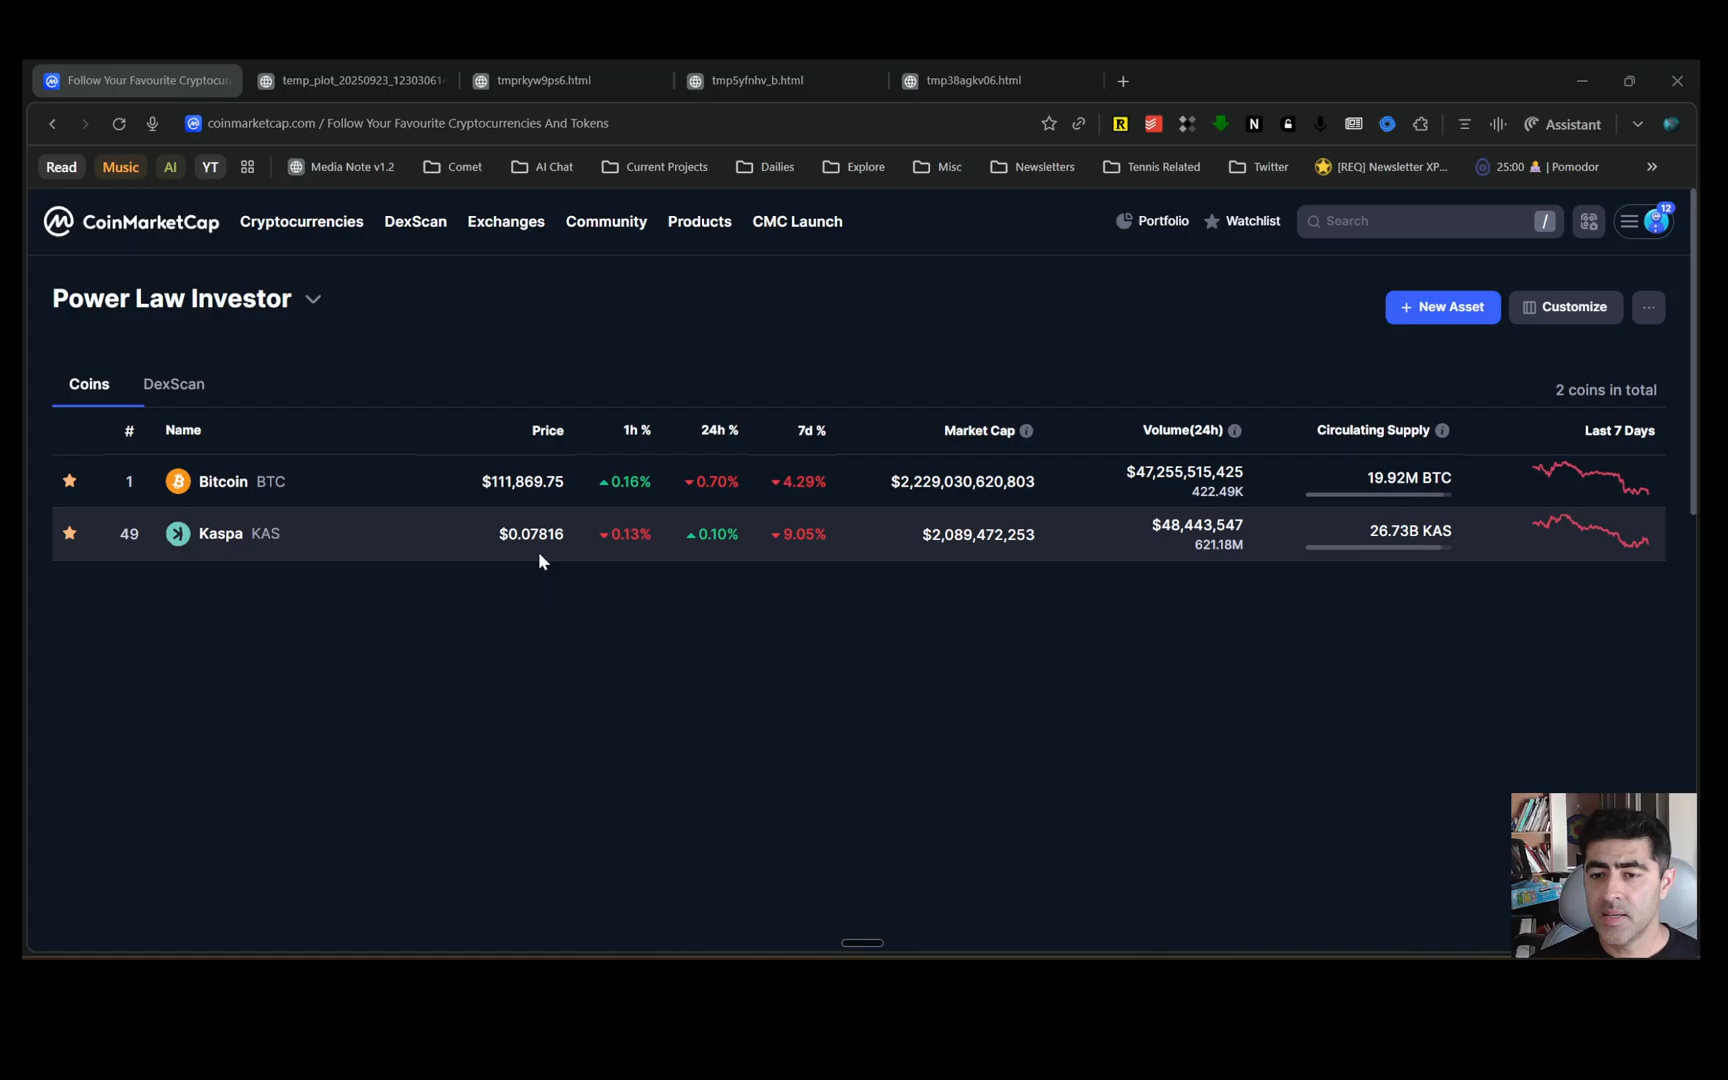 Follow Your Favourite Cryptocur
temp_plot_20250923_12303061
tmprkyw9ps6.html
tmp5yfnhv_b.html
tmp38agkv06.html
coinmarketcap.com / Follow Your Favourite Cryptocurrencies And Tokens
Assistant
Read
Music
AI
YT
Media Note v1.2
Comet
AI Chat
Current Projects
Dailies
Explore
Misc
Newsletters
Tennis Related
Twitter
[REQ] Newsletter XP...
25:00 | Pomodor
CoinMarketCap
Cryptocurrencies
DexScan
Exchanges
Community
Products
CMC Launch
Portfolio
Watchlist
Search
/
12
Power Law Investor
+ New Asset
Customize
...
Coins
DexScan
2 coins in total
# Name Price 1h % 24h % 7d % Market Cap Volume(24h) Circulating Supply Last 7 Days
1 Bitcoin BTC $111,869.75 0.16% 0.70% 4.29% $2,229,030,620,803 $47,255,515,425 19.92M BTC
422.49K
49 Kaspa KAS $0.07816 0.13% 0.10% 9.05% $2,089,472,253 $48,443,547 26.73B KAS
621.18M